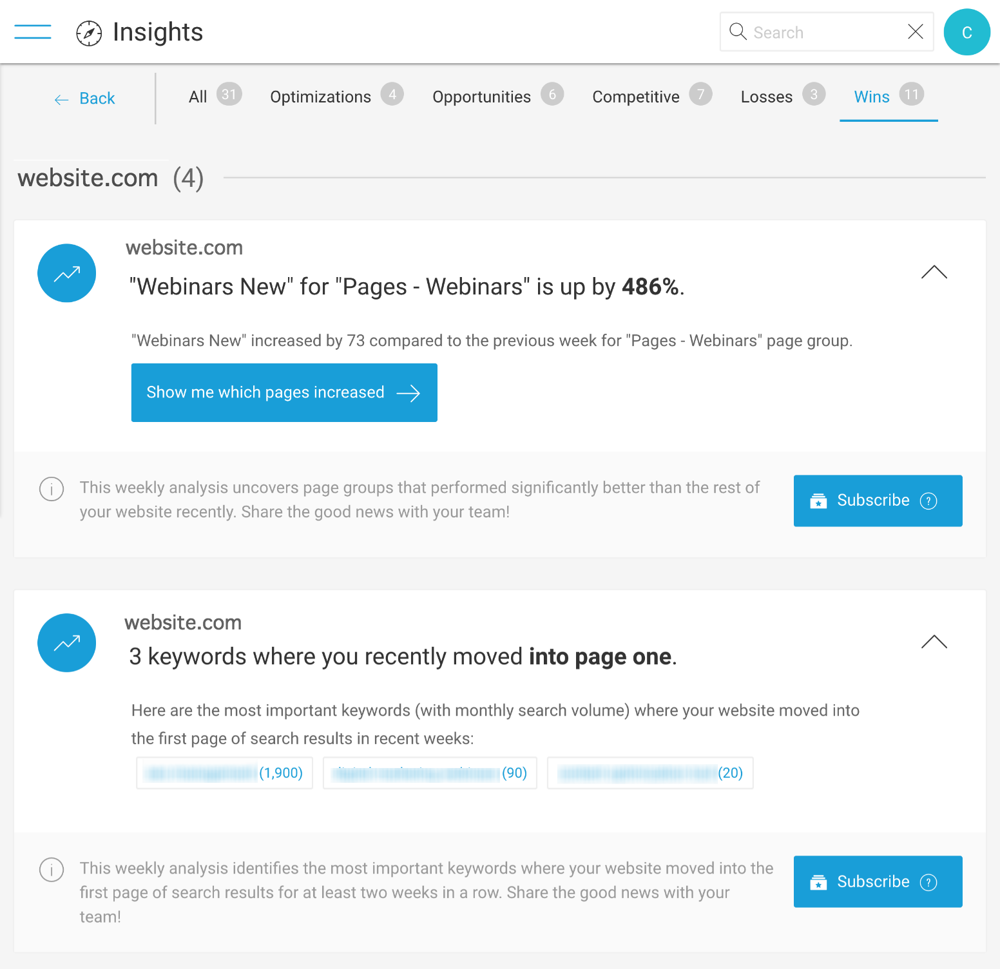 Insights
Search
C
Back
All 31
Optimizations 4
Opportunities 6
Competitive 7
Losses 3
Wins 11
website.com (4)
website.com
"Webinars New" for "Pages - Webinars" is up by 486%.
"Webinars New" increased by 73 compared to the previous week for "Pages - Webinars" page group.
Show me which pages increased
This weekly analysis uncovers page groups that performed significantly better than the rest of
your website recently. Share the good news with your team!
Subscribe ?
website.com
3 keywords where you recently moved into page one.
Here are the most important keywords (with monthly search volume) where your website moved into
the first page of search results in recent weeks:
(1,900)
(90)
(20)
This weekly analysis identifies the most important keywords where your website moved into the
first page of search results for at least two weeks in a row. Share the good news with your
team!
Subscribe ?